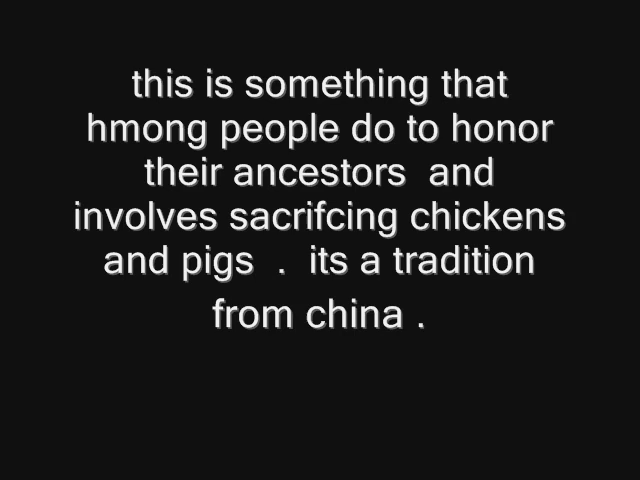 this is something that
hmong people do to honor
their ancestors  and
involves sacrifcing chickens
and pigs  .  its a tradition
from china .